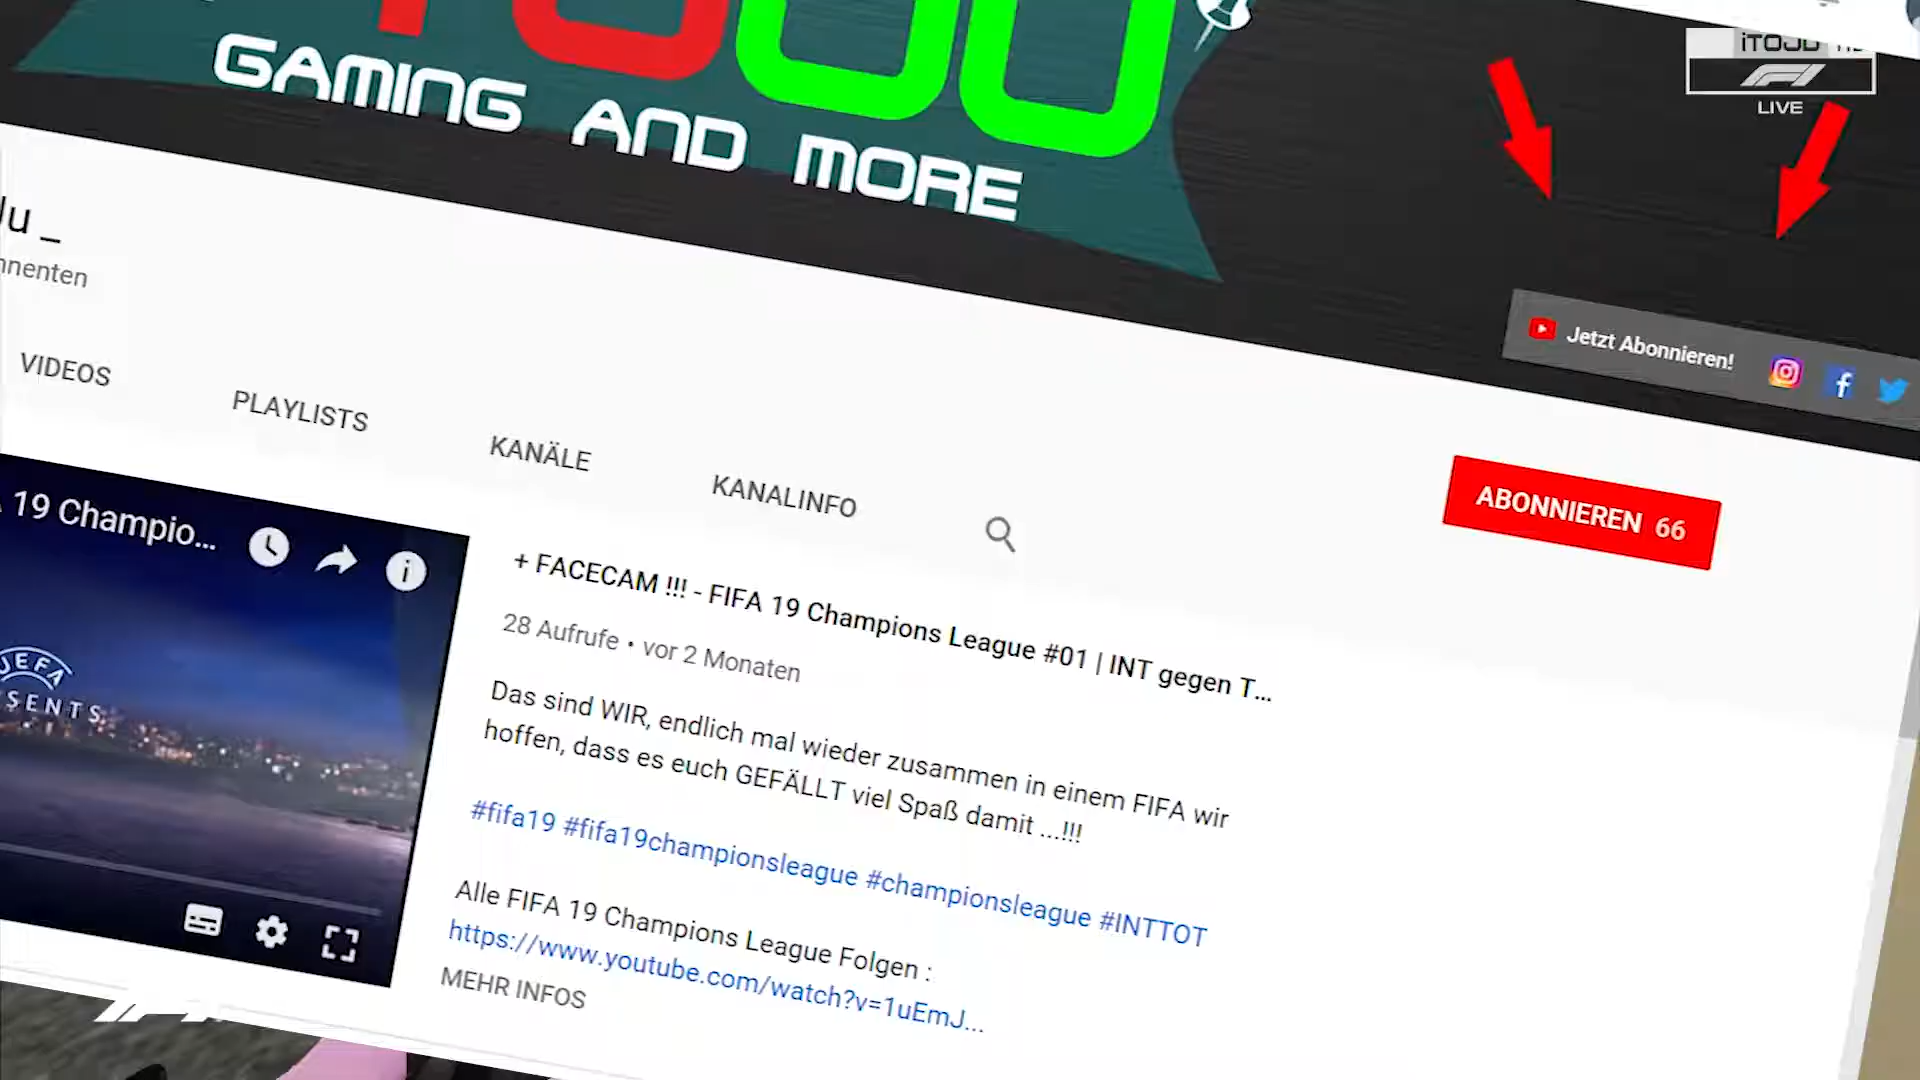 GAMING AND MORE
iTOJU
F1
LIVE
Jetzt Abonnieren!
VIDEOS
PLAYLISTS
KANÄLE
KANALINFO
ABONNIEREN 66
19 Champio...
+ FACECAM !!! - FIFA 19 Champions League #01 | INT gegen T...
28 Aufrufe • vor 2 Monaten
Das sind WIR, endlich mal wieder zusammen in einem FIFA wir
hoffen, dass es euch GEFÄLLT viel Spaß damit ...!!!
#fifa19 #fifa19championsleague #championsleague #INTTOT
Alle FIFA 19 Champions League Folgen :
https://www.youtube.com/watch?v=1uEmJ...
MEHR INFOS
UEFA